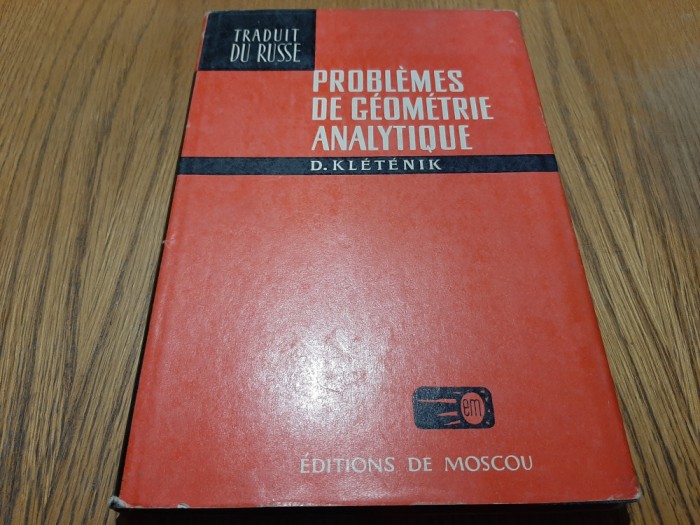 TRADUIT
DU RUSSE
PROBLÈMES
DE GÉOMÉTRIE
ANALYTIQUE
D. KLÉTÉNIK
em
ÉDITIONS DE MOSCOU